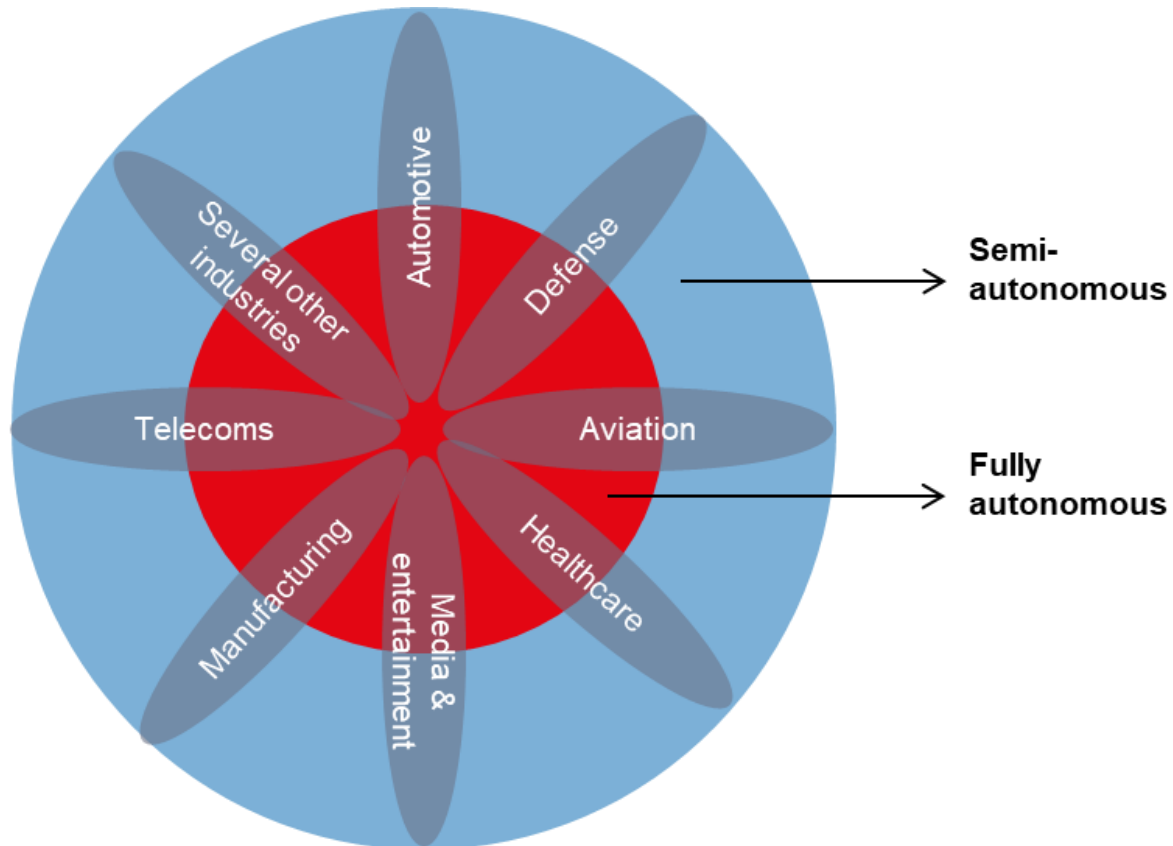 Automotive
Defense
Aviation
Healthcare
Media &
entertainment
Manufacturing
Telecoms
Several other
industries
Semi-
autonomous
Fully
autonomous